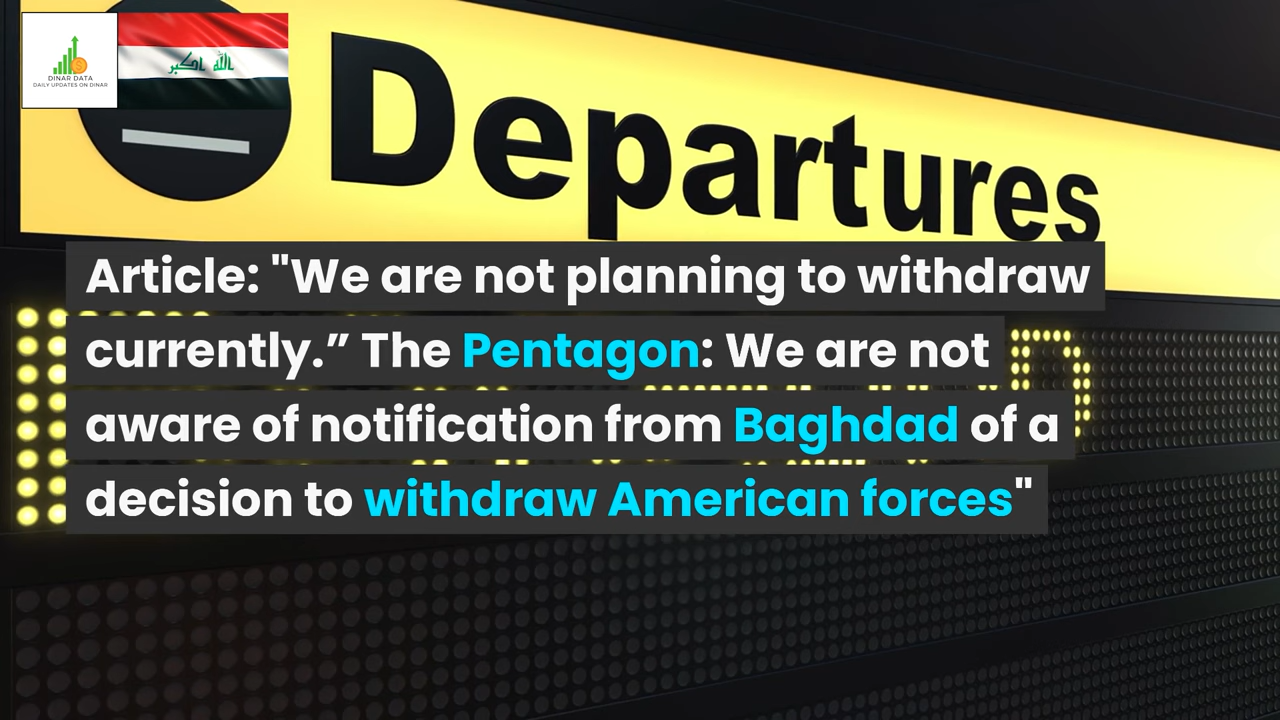 DINAR DATA
DAILY UPDATES ON DINAR
الله اكبر
Departures
Article: "We are not planning to withdraw
currently.” The Pentagon: We are not
aware of notification from Baghdad of a
decision to withdraw American forces"